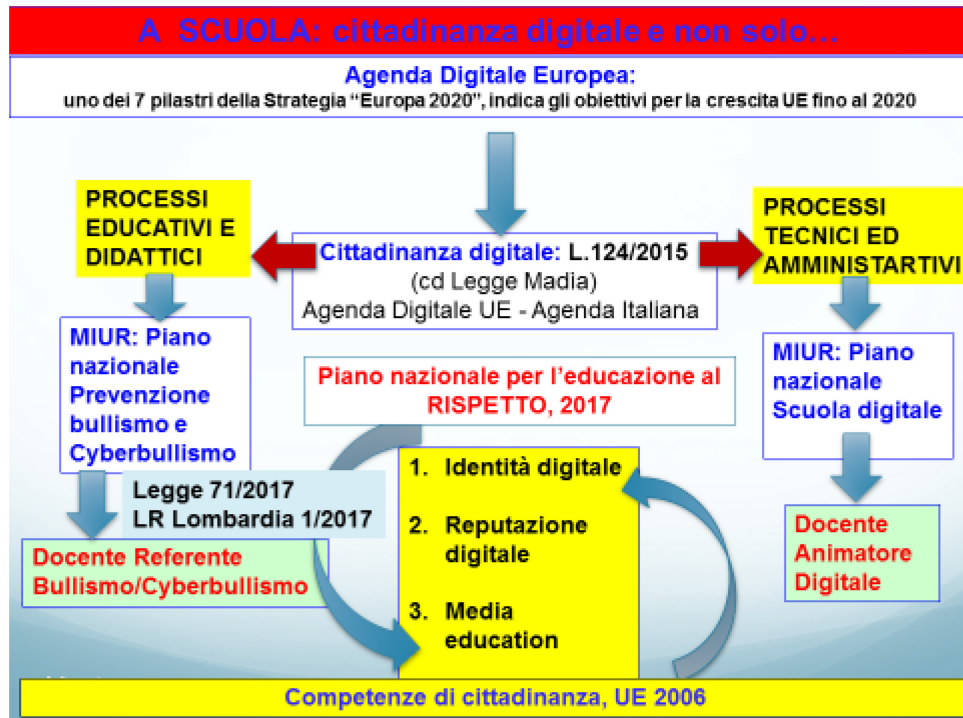 A SCUOLA: cittadinanza digitale e non solo…
Agenda Digitale Europea:
uno dei 7 pilastri della Strategia “Europa 2020”, indica gli obiettivi per la crescita UE fino al 2020
PROCESSI
EDUCATIVI E
DIDATTICI
Cittadinanza digitale: L.124/2015
(cd Legge Madia)
Agenda Digitale UE - Agenda Italiana
PROCESSI
TECNICI ED
AMMINISTARTIVI
MIUR: Piano
nazionale
Prevenzione
bullismo e
Cyberbullismo
Piano nazionale per l’educazione al
RISPETTO, 2017
MIUR: Piano
nazionale
Scuola digitale
Legge 71/2017
LR Lombardia 1/2017
Docente Referente
Bullismo/Cyberbullismo
1. Identità digitale
2. Reputazione
digitale
3. Media
education
Docente
Animatore
Digitale
Competenze di cittadinanza, UE 2006